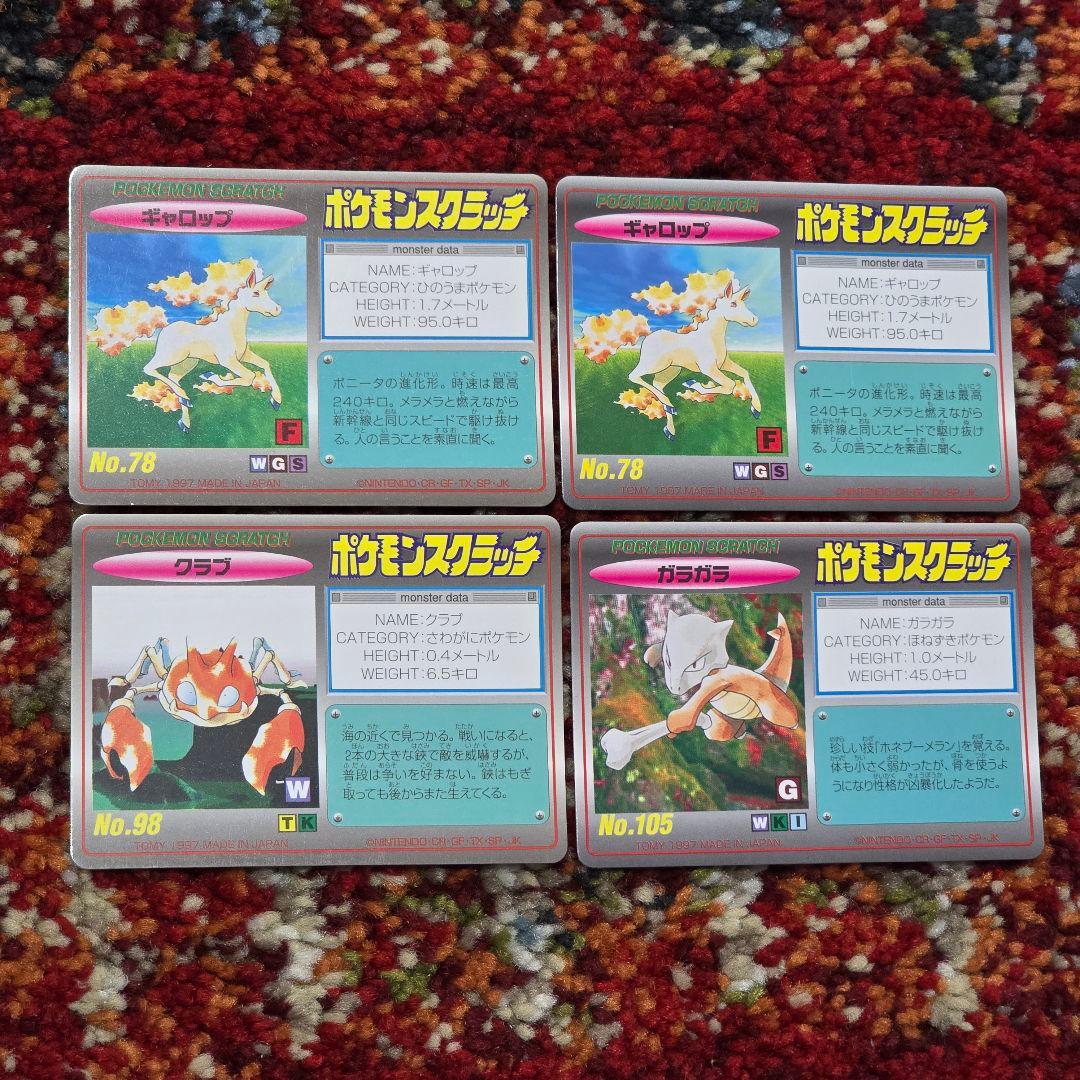 POCKEMON SCRATCH
ギャロップ
ポケモンスクラッチ
monster data
NAME:ギャロップ
CATEGORY:ひのうまポケモン
HEIGHT:1.7メートル
WEIGHT:95.0キロ
ポニータの進化形。時速は最高
240キロ。メラメラと燃えながら
新幹線と同じスピードで駆け抜け
る。人の言うことを素直に聞く。
F
No.78
W G S
TOMY 1997 MADE IN JAPAN
©NINTENDO・CR・GF・TX・SP・JK
POCKEMON SCRATCH
ギャロップ
ポケモンスクラッチ
monster data
NAME:ギャロップ
CATEGORY:ひのうまポケモン
HEIGHT:1.7メートル
WEIGHT:95.0キロ
ポニータの進化形。時速は最高
240キロ。メラメラと燃えながら
新幹線と同じスピードで駆け抜け
る。人の言うことを素直に聞く。
F
No.78
W G S
TOMY 1997 MADE IN JAPAN
©NINTENDO・CR・GF・TX・SP・JK
POCKEMON SCRATCH
クラブ
ポケモンスクラッチ
monster data
NAME:クラブ
CATEGORY:さわがにポケモン
HEIGHT:0.4メートル
WEIGHT:6.5キロ
海の近くで見つかる。戦いになると、
2本の大きな鋏で敵を威嚇するが、
普段は争いを好まない。鋏はもぎ
取っても後からまた生えてくる。
W
No.98
T K
TOMY 1997 MADE IN JAPAN
©NINTENDO・CR・GF・TX・SP・JK
POCKEMON SCRATCH
ガラガラ
ポケモンスクラッチ
monster data
NAME:ガラガラ
CATEGORY:ほねずきポケモン
HEIGHT:1.0メートル
WEIGHT:45.0キロ
珍しい技「ホネブーメラン」を覚える。
体も小さく弱かったが、骨を使うよ
うになり性格が凶暴化したようだ。
G
No.105
W K I
TOMY 1997 MADE IN JAPAN
©NINTENDO・CR・GF・TX・SP・JK